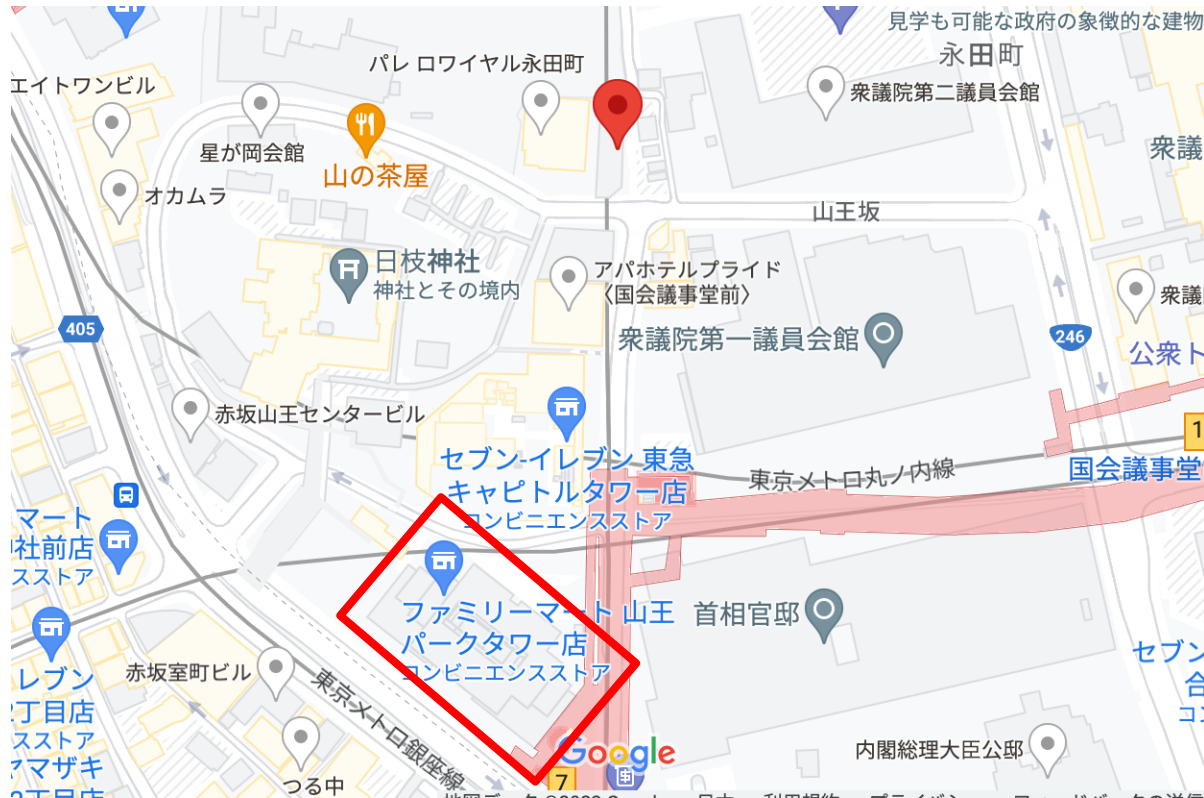 見学も可能な政府の象徴的な建物
永田町
パレ ロワイヤル永田町
エイトワンビル
衆議院第二議員会館
星が岡会館
衆議
山の茶屋
オカムラ
山王坂
日枝神社
神社とその境内
アパホテルプライド
〈国会議事堂前〉
衆議
405
衆議院第一議員会館
246
公衆ト
赤坂山王センタービル
1
セブン-イレブン 東急
キャピトルタワー店
コンビニエンスストア
東京メトロ丸ノ内線
国会議事堂
マート
社前店
スストア
ファミリーマート 山王
パークタワー店
コンビニエンスストア
首相官邸
レブン
丁目店
スストア
マザキ
赤坂室町ビル
セブン
合
コン
東京メトロ銀座線
Google
7
内閣総理大臣公邸
つる中